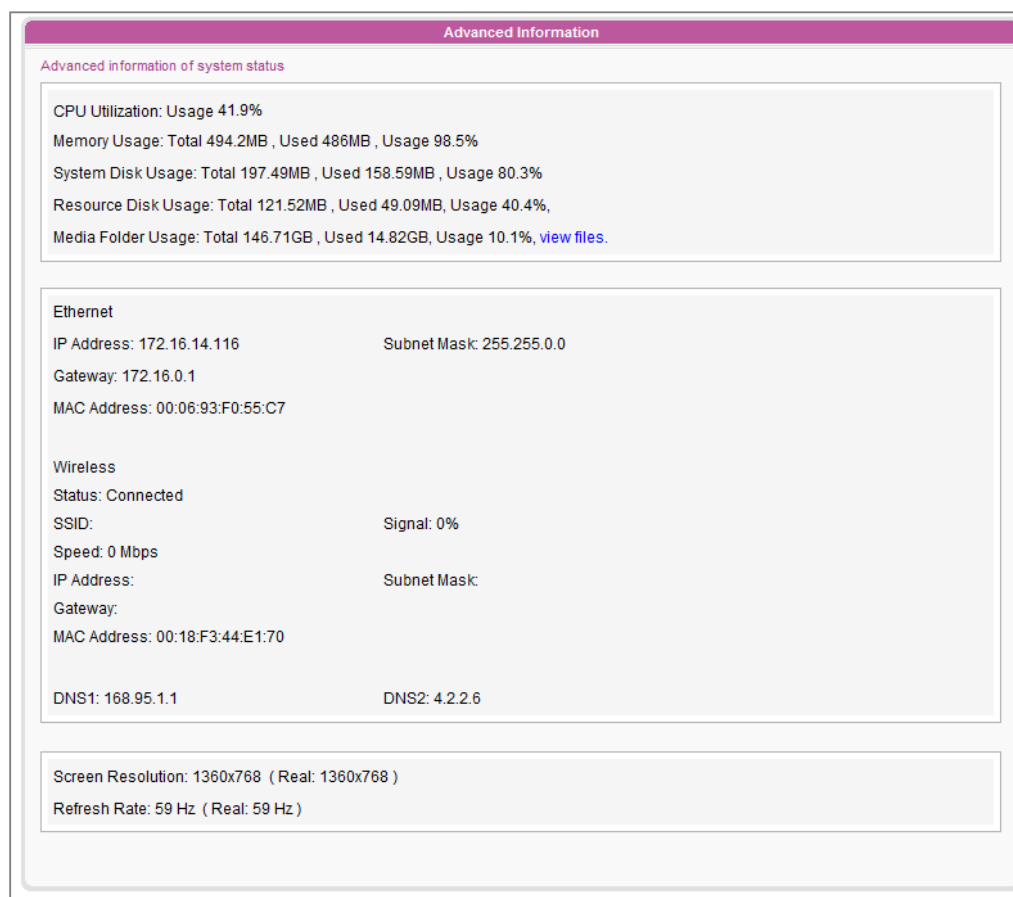 Advanced Information
Advanced information of system status
CPU Utilization: Usage 41.9%
Memory Usage: Total 494.2MB , Used 486MB , Usage 98.5%
System Disk Usage: Total 197.49MB , Used 158.59MB , Usage 80.3%
Resource Disk Usage: Total 121.52MB , Used 49.09MB, Usage 40.4%,
Media Folder Usage: Total 146.71GB , Used 14.82GB, Usage 10.1%, view files.
Ethernet
IP Address: 172.16.14.116 Subnet Mask: 255.255.0.0
Gateway: 172.16.0.1
MAC Address: 00:06:93:F0:55:C7
Wireless
Status: Connected
SSID: Signal: 0%
Speed: 0 Mbps
IP Address: Subnet Mask:
Gateway:
MAC Address: 00:18:F3:44:E1:70
DNS1: 168.95.1.1 DNS2: 4.2.2.6
Screen Resolution: 1360x768 ( Real: 1360x768 )
Refresh Rate: 59 Hz ( Real: 59 Hz )